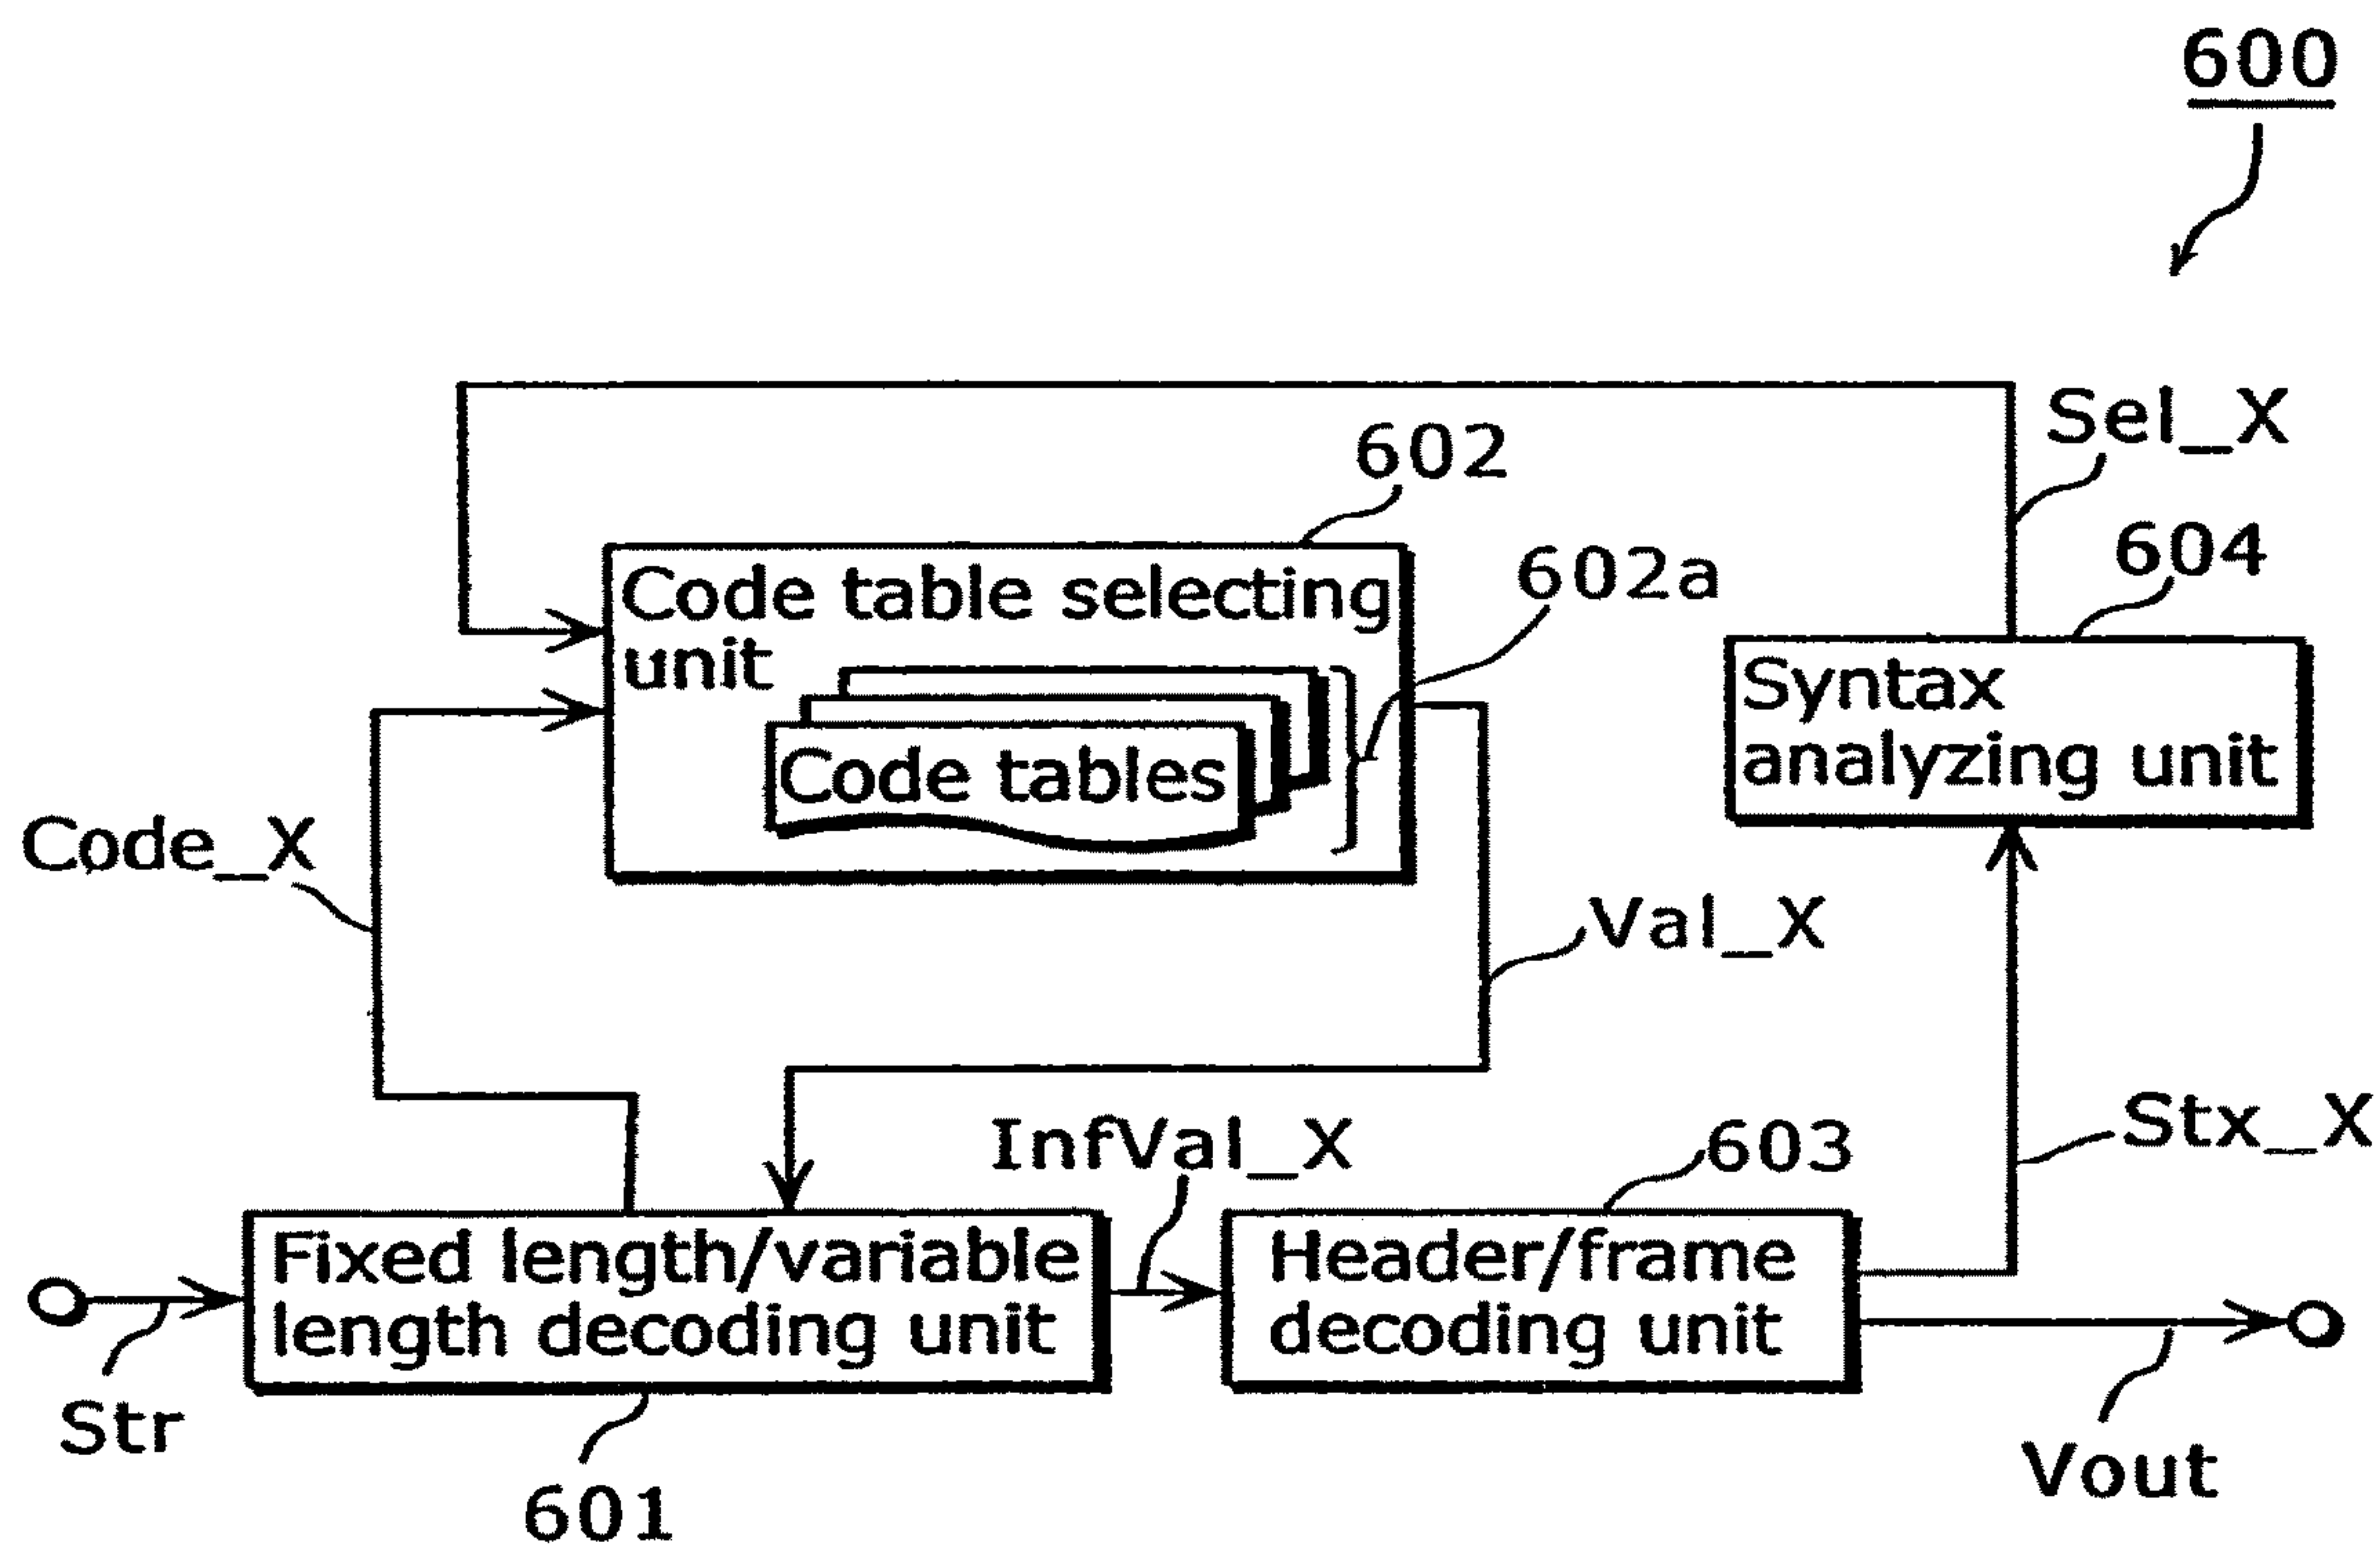 600
Sel_X
602
604
602a
Code table selecting
unit
Code tables
Syntax
analyzing unit
Code_X
Val_X
InfVal_X
603
Stx_X
Fixed length/variable
length decoding unit
Header/frame
decoding unit
Str
601
Vout